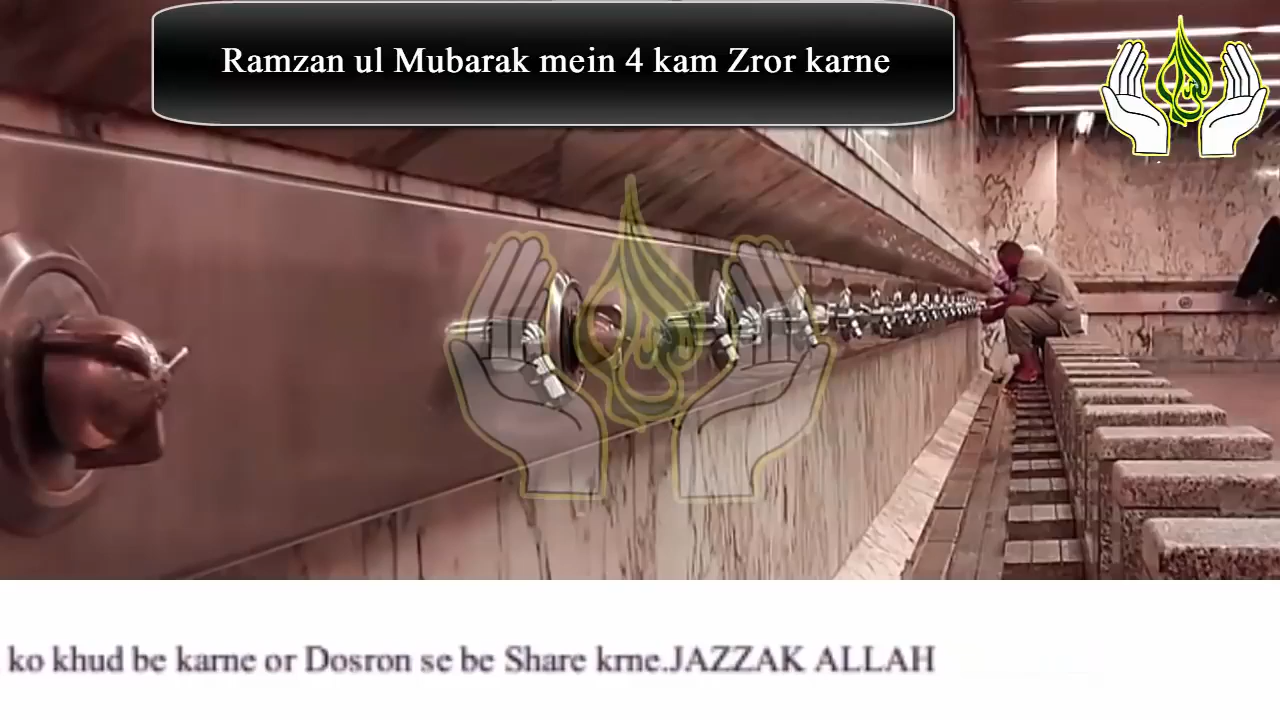 Ramzan ul Mubarak mein 4 kam Zror karne
ko khud be karne or Dosron se be Share krne.JAZZAK ALLAH